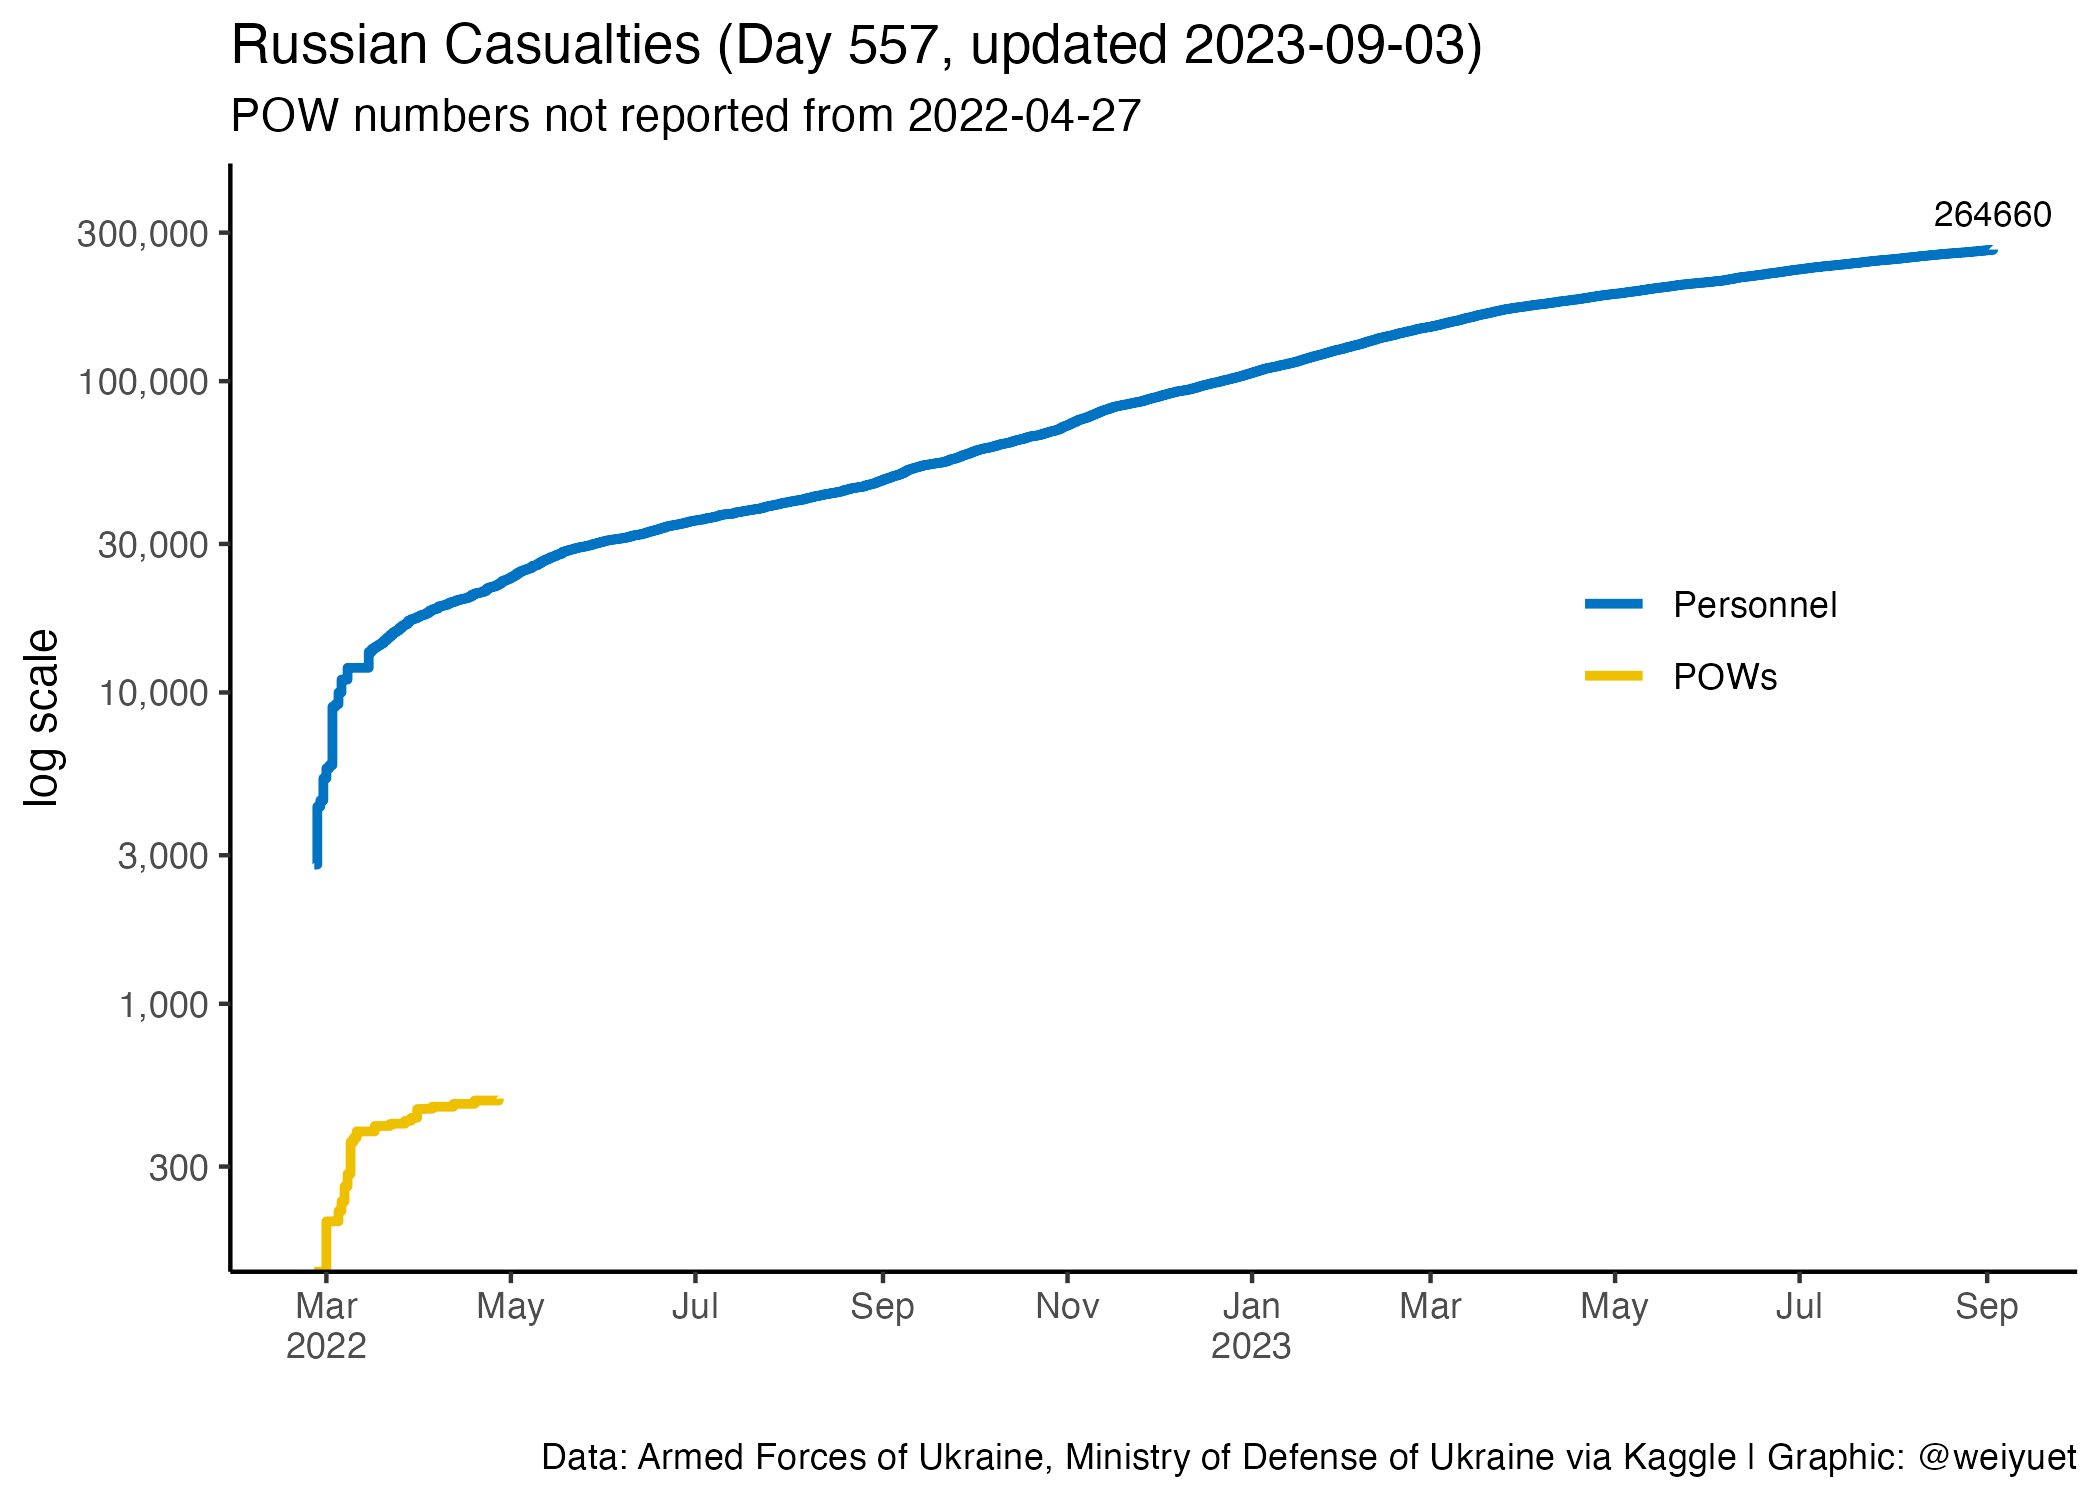 Russian Casualties (Day 557, updated 2023-09-03)
POW numbers not reported from 2022-04-27
264660
300,000
100,000
30,000
10,000
3,000
1,000
300
log scale
Personnel
POWs
Mar May Jul Sep Nov Jan Mar May Jul Sep
2022 2023
Data: Armed Forces of Ukraine, Ministry of Defense of Ukraine via Kaggle | Graphic: @weiyuet